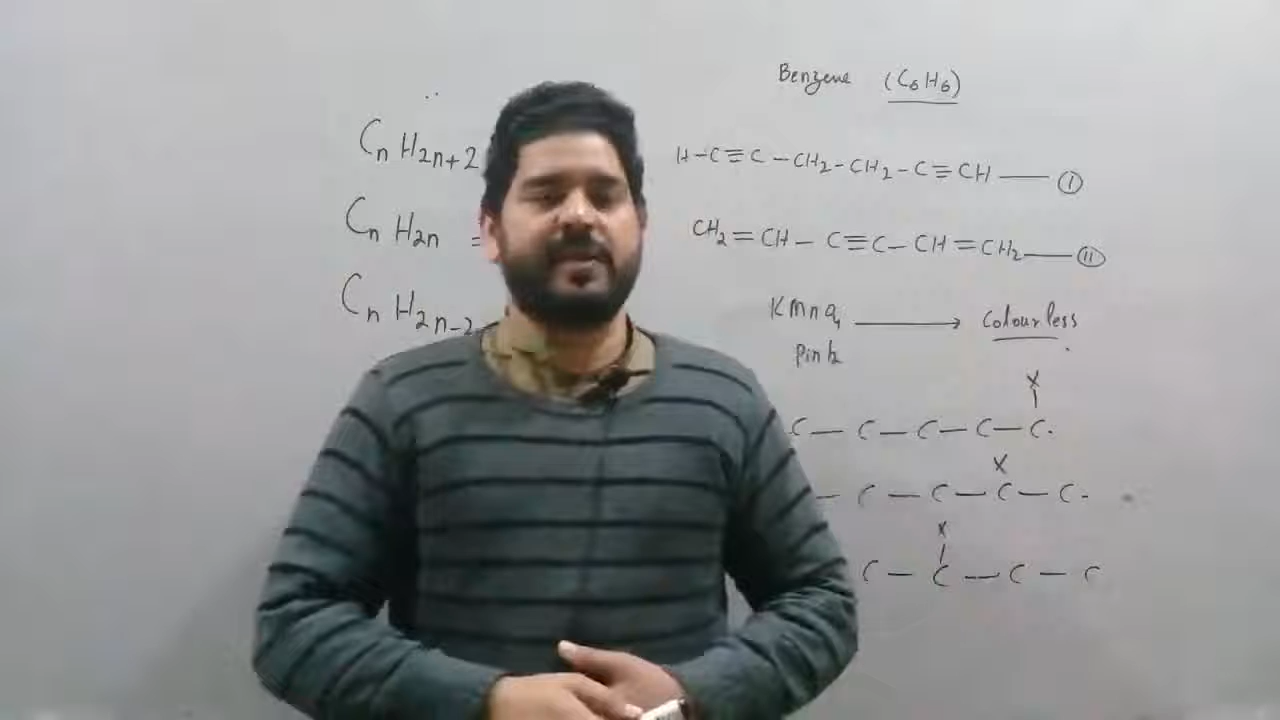 Benzene (C6H6)
CnH2n+2
H-C≡C-CH2-CH2-C≡CH — I
CnH2n =
CH2=CH-C≡C-CH=CH2 — II
CnH2n-2
KMnO4 → Colourless
Pink
X
C-C-C-C-C.
X
-C-C-C-C.
X
C-C-C-C